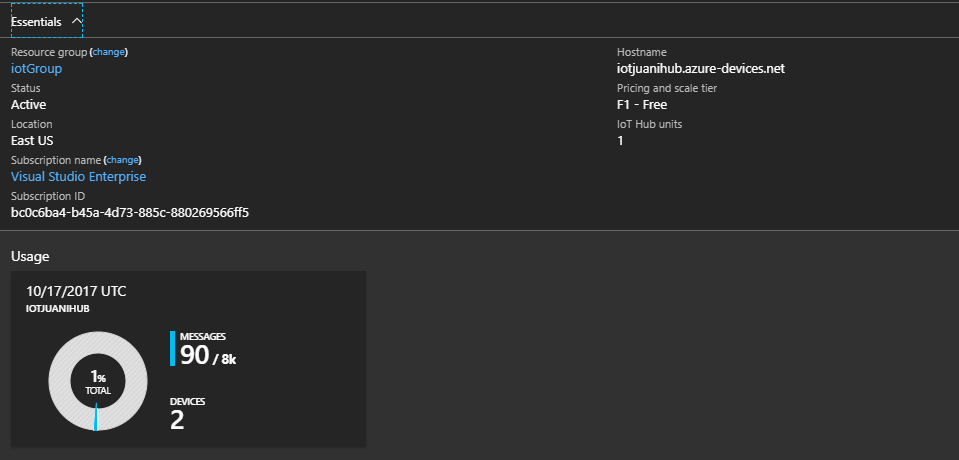 Essentials
Resource group (change)
iotGroup
Status
Active
Location
East US
Subscription name (change)
Visual Studio Enterprise
Subscription ID
bc0c6ba4-b45a-4d73-885c-880269566ff5
Hostname
iotjuanihub.azure-devices.net
Pricing and scale tier
F1 - Free
IoT Hub units
1
Usage
10/17/2017 UTC
IOTJUANIHUB
1%
TOTAL
MESSAGES
90 / 8k
DEVICES
2